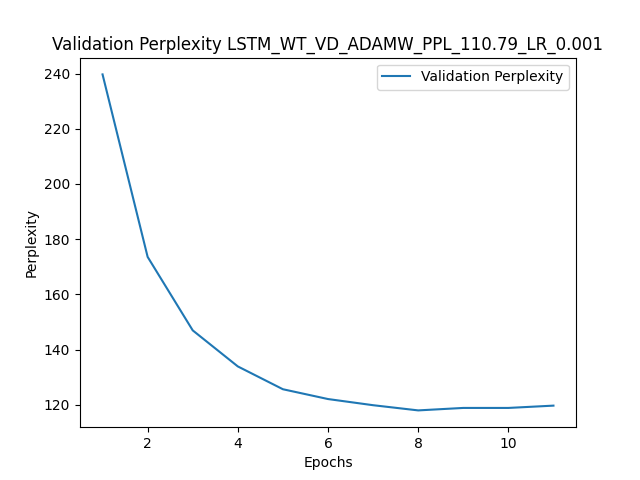 Validation Perplexity LSTM_WT_VD_ADAMW_PPL_110.79_LR_0.001
Validation Perplexity
240
220
200
180
160
140
120
Perplexity
2 4 6 8 10
Epochs